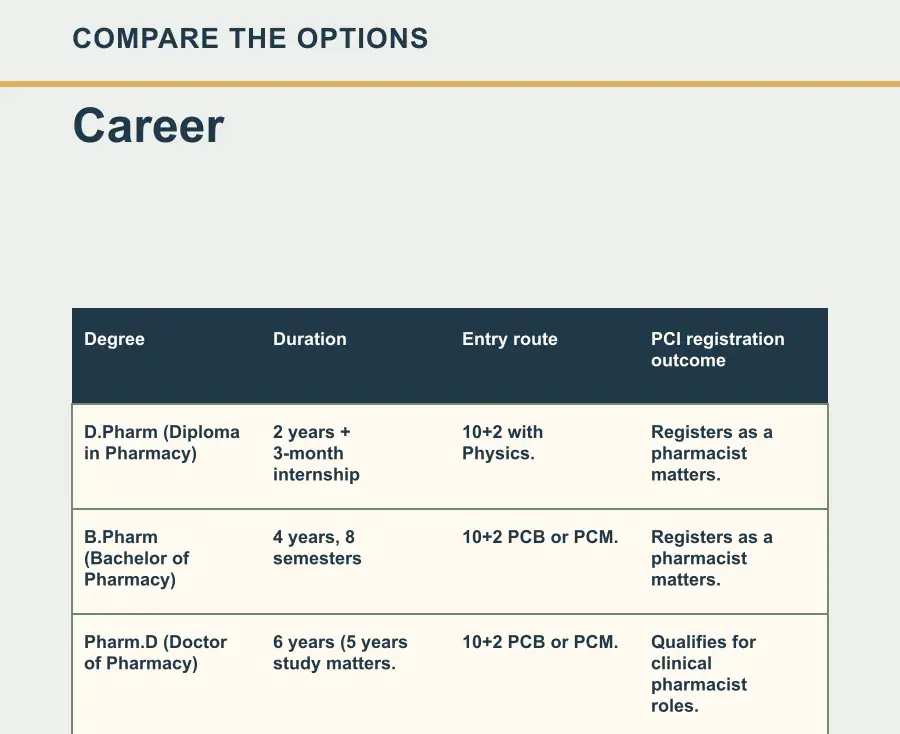 COMPARE THE OPTIONS
Career
Degree
Duration
Entry route
PCI registration
outcome
D.Pharm (Diploma
in Pharmacy)
2 years +
3-month
internship
10+2 with
Physics.
Registers as a
pharmacist
matters.
B.Pharm
(Bachelor of
Pharmacy)
4 years, 8
semesters
10+2 PCB or PCM.
Registers as a
pharmacist
matters.
Pharm.D (Doctor
of Pharmacy)
6 years (5 years
study matters.
10+2 PCB or PCM.
Qualifies for
clinical
pharmacist
roles.